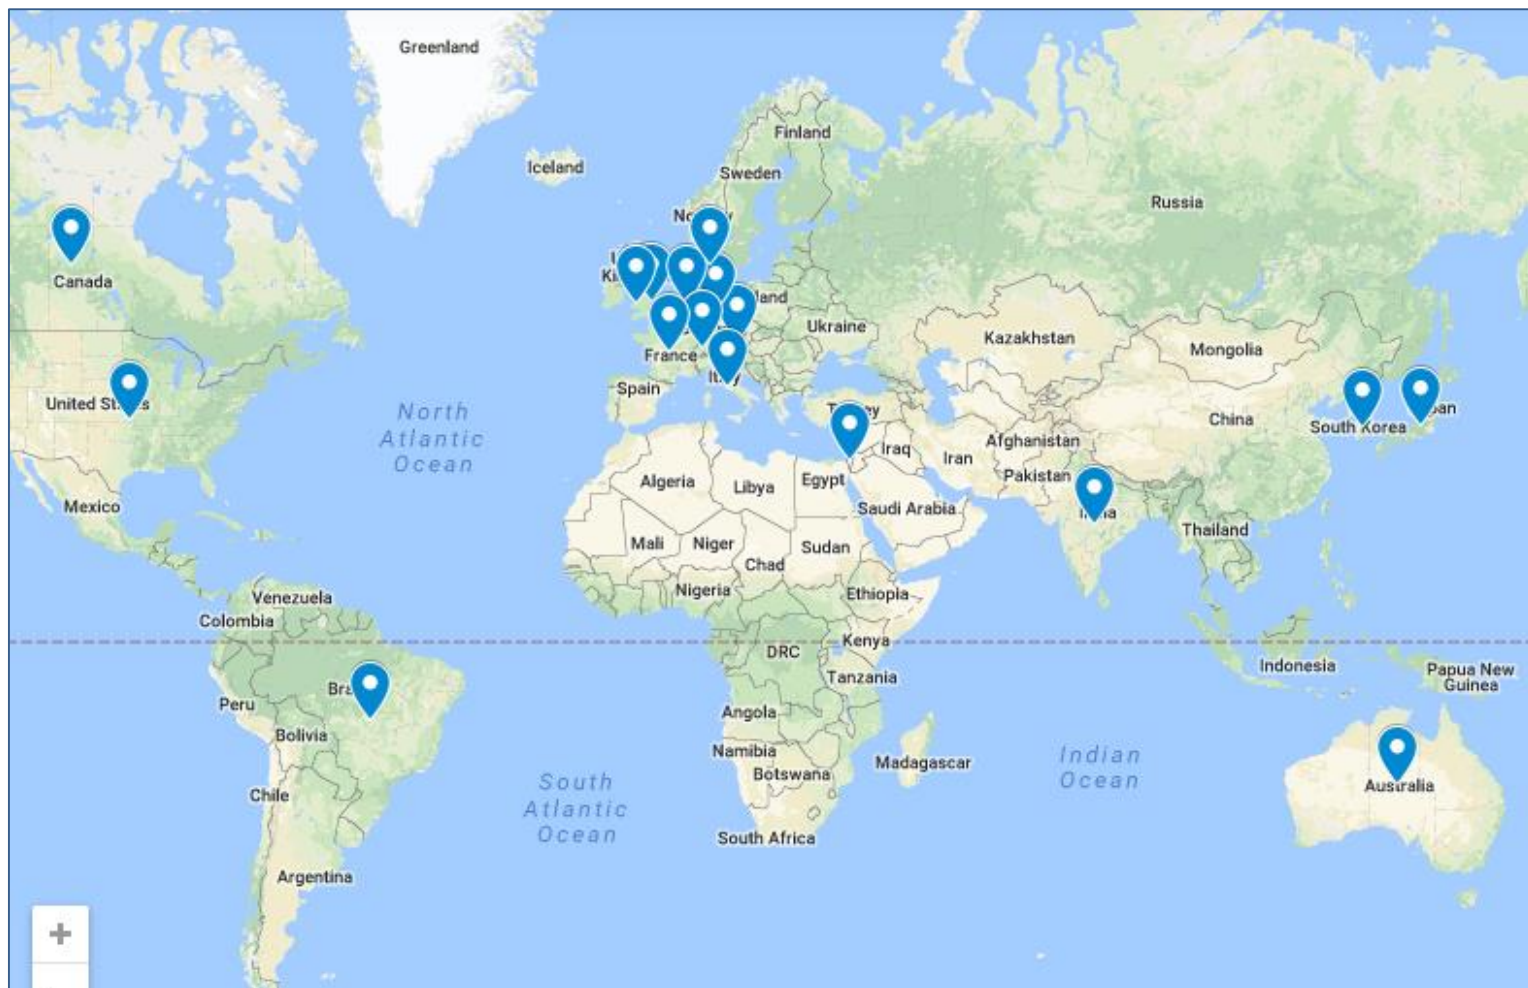 Greenland
Finland
Iceland
Sweden
Russia
Canada
Ukraine
Kazakhstan
Mongolia
France
Spain
United
China
South Korea
North
Atlantic
Ocean
Afghanistan
Iraq
Iran
Pakistan
Algeria
Libya
Egypt
Saudi Arabia
Mexico
Thailand
Mali
Niger
Sudan
Chad
Nigeria
Ethiopia
Venezuela
Colombia
Kenya
DRC
Indonesia
Papua New
Guinea
Tanzania
Peru
Angola
Bolivia
Namibia
Botswana
Madagascar
Indian
Ocean
South
Atlantic
Ocean
Chile
Australia
South Africa
Argentina
+